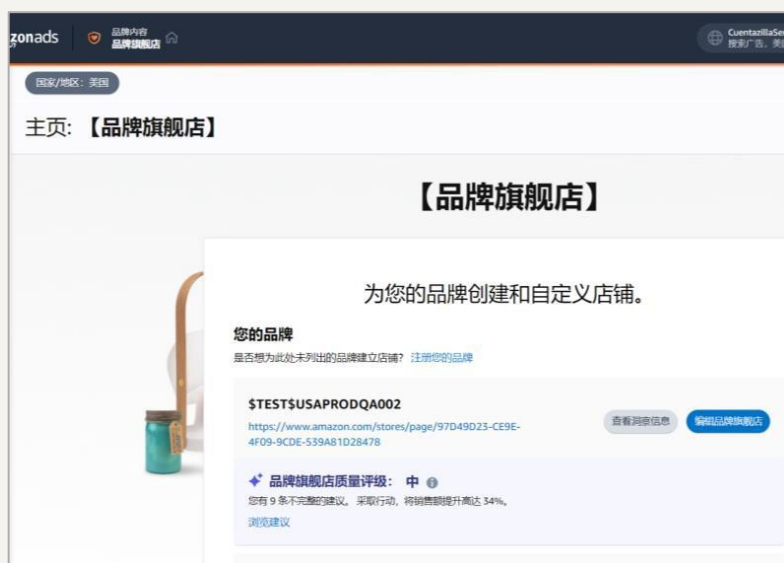 zonads
品牌内容
品牌旗舰店
CuentazillaSe
搜索广告, 美
国家/地区: 美国
主页: 【品牌旗舰店】
【品牌旗舰店】
为您的品牌创建和自定义店铺。
您的品牌
是否想为此处未列出的品牌建立店铺? 注册您的品牌
$TEST$USAPRODQA002
https://www.amazon.com/stores/page/97D49D23-CE9E-
4F09-9CDE-539A81D28478
查看洞察信息
编辑品牌旗舰店
品牌旗舰店质量评级: 中
您有 9 条不完整的建议。 采取行动, 将销售额提升高达 34%。
浏览建议